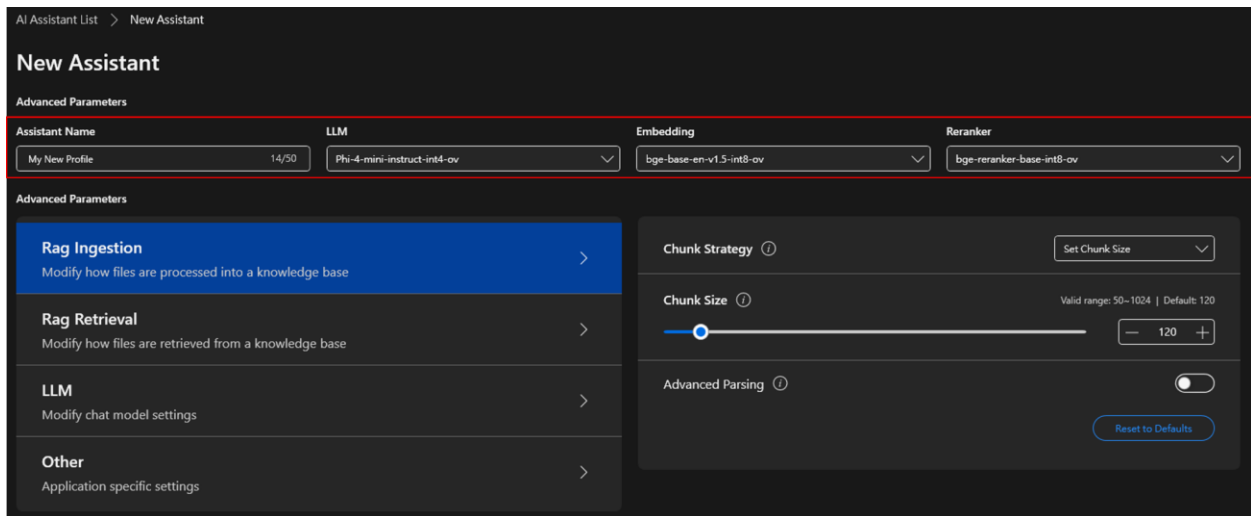 AI Assistant List > New Assistant
New Assistant
Advanced Parameters
Assistant Name LLM Embedding Reranker
My New Profile 14/50 Phi-4-mini-instruct-int4-ov bge-base-en-v1.5-int8-ov bge-reranker-base-int8-ov
Advanced Parameters
Rag Ingestion
Modify how files are processed into a knowledge base
Rag Retrieval
Modify how files are retrieved from a knowledge base
LLM
Modify chat model settings
Other
Application specific settings
Chunk Strategy i Set Chunk Size
Chunk Size i Valid range: 50~1024 | Default: 120
120
Advanced Parsing i
Reset to Defaults